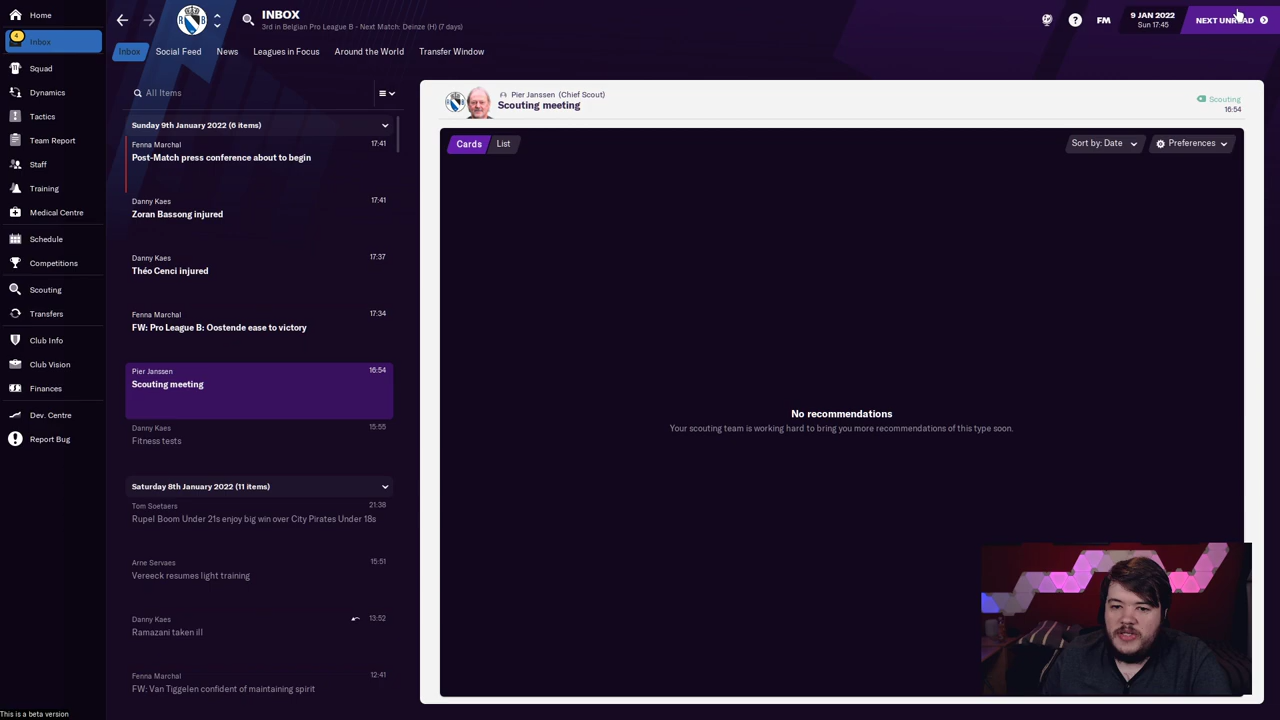 Home
INBOX
3rd in Belgian Pro League B - Next Match: Deinze (H) (7 days)
FM
9 JAN 2022
Sun 17:45
NEXT UNREAD
4
Inbox
Squad
Dynamics
Tactics
Team Report
Staff
Training
Medical Centre
Schedule
Competitions
Scouting
Transfers
Club Info
Club Vision
Finances
Dev. Centre
Report Bug
This is a beta version
Inbox
Social Feed
News
Leagues in Focus
Around the World
Transfer Window
All Items
Sunday 9th January 2022 (6 items)
Fenna Marchal 17:41
Post-Match press conference about to begin
Danny Kaes 17:41
Zoran Bassong injured
Danny Kaes 17:37
Théo Cenci injured
Fenna Marchal 17:34
FW: Pro League B: Oostende ease to victory
Pier Janssen 16:54
Scouting meeting
Danny Kaes 15:55
Fitness tests
Saturday 8th January 2022 (11 items)
Tom Soetaers 21:38
Rupel Boom Under 21s enjoy big win over City Pirates Under 18s
Arne Servaes 15:51
Vereeck resumes light training
Danny Kaes 13:52
Ramazani taken ill
Fenna Marchal 12:41
FW: Van Tiggelen confident of maintaining spirit
Pier Janssen (Chief Scout)
Scouting meeting
Scouting
16:54
Cards
List
Sort by: Date
Preferences
No recommendations
Your scouting team is working hard to bring you more recommendations of this type soon.